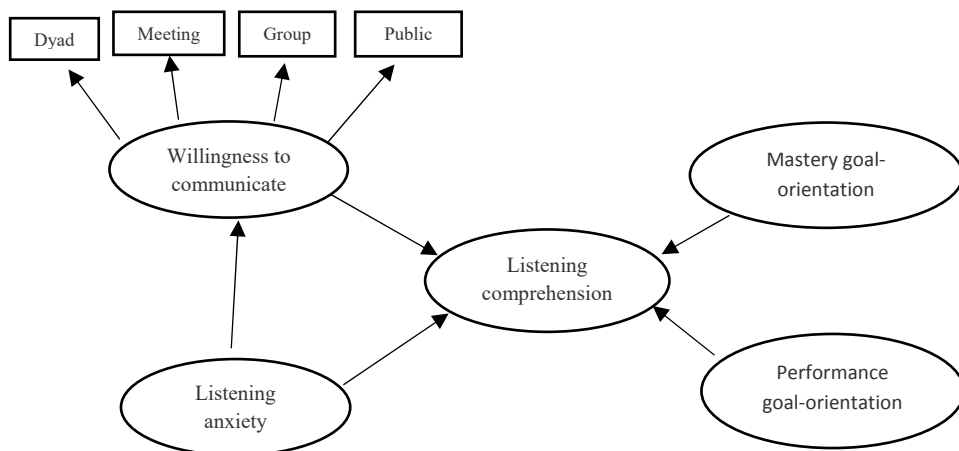 Dyad
Meeting
Group
Public
Willingness to
communicate
Mastery goal-
orientation
Listening
comprehension
Listening
anxiety
Performance
goal-orientation